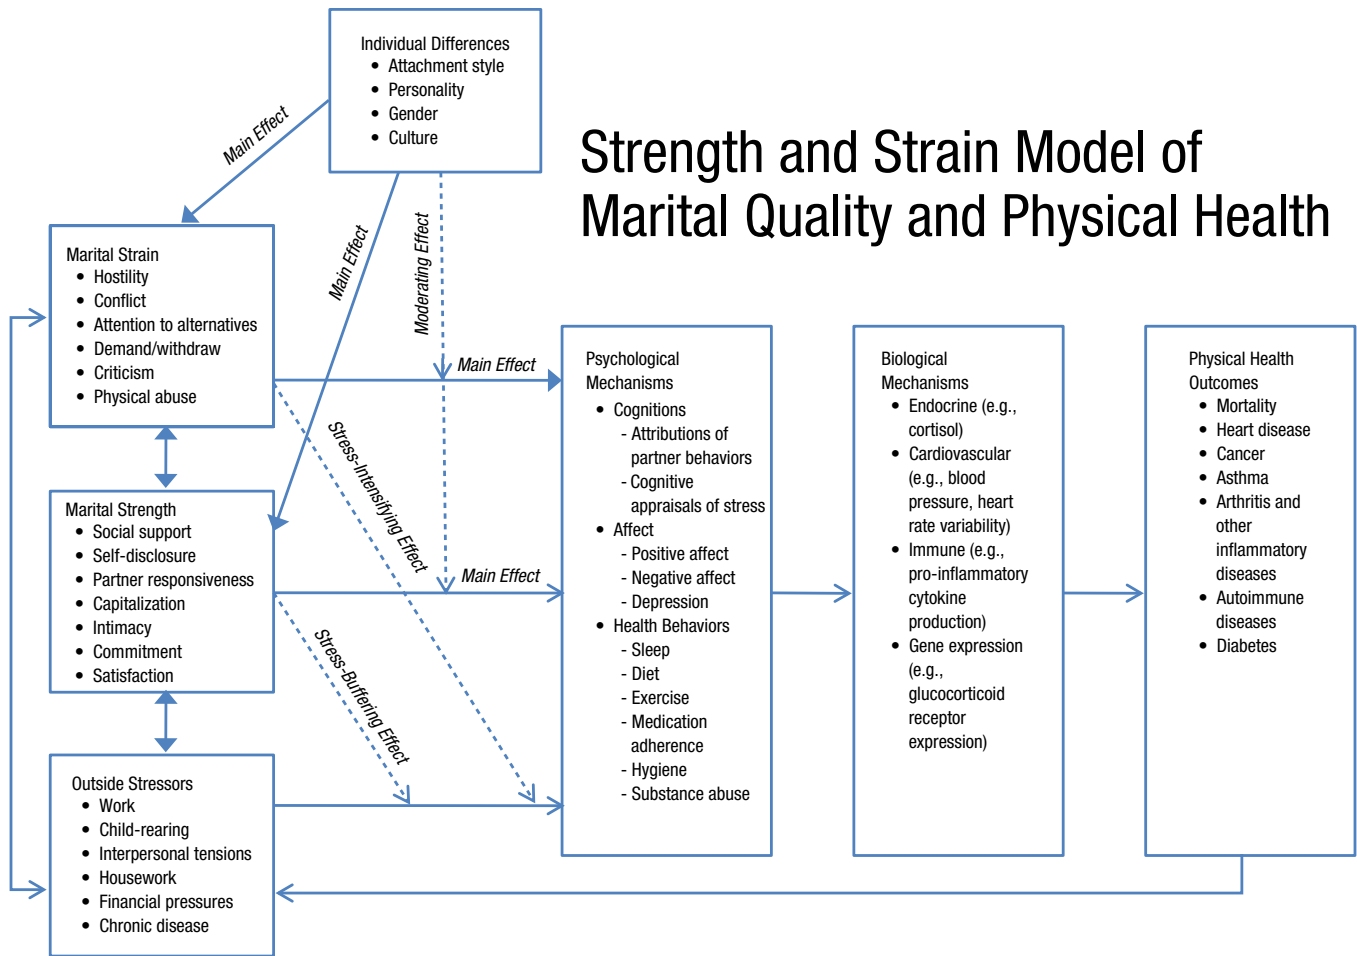 Individual Differences
• Attachment style
• Personality
• Gender
• Culture
Strength and Strain Model of
Marital Quality and Physical Health
Main Effect
Main Effect
Moderating Effect
Marital Strain
• Hostility
• Conflict
• Attention to alternatives
• Demand/withdraw
• Criticism
• Physical abuse
Main Effect
Stress-Intensifying Effect
Marital Strength
• Social support
• Self-disclosure
• Partner responsiveness
• Capitalization
• Intimacy
• Commitment
• Satisfaction
Main Effect
Stress-Buffering Effect
Outside Stressors
• Work
• Child-rearing
• Interpersonal tensions
• Housework
• Financial pressures
• Chronic disease
Psychological
Mechanisms
• Cognitions
- Attributions of
partner behaviors
- Cognitive
appraisals of stress
• Affect
- Positive affect
- Negative affect
- Depression
• Health Behaviors
- Sleep
- Diet
- Exercise
- Medication
adherence
- Hygiene
- Substance abuse
Biological
Mechanisms
• Endocrine (e.g.,
cortisol)
• Cardiovascular
(e.g., blood
pressure, heart
rate variability)
• Immune (e.g.,
pro-inflammatory
cytokine
production)
• Gene expression
(e.g.,
glucocorticoid
receptor
expression)
Physical Health
Outcomes
• Mortality
• Heart disease
• Cancer
• Asthma
• Arthritis and
other
inflammatory
diseases
• Autoimmune
diseases
• Diabetes